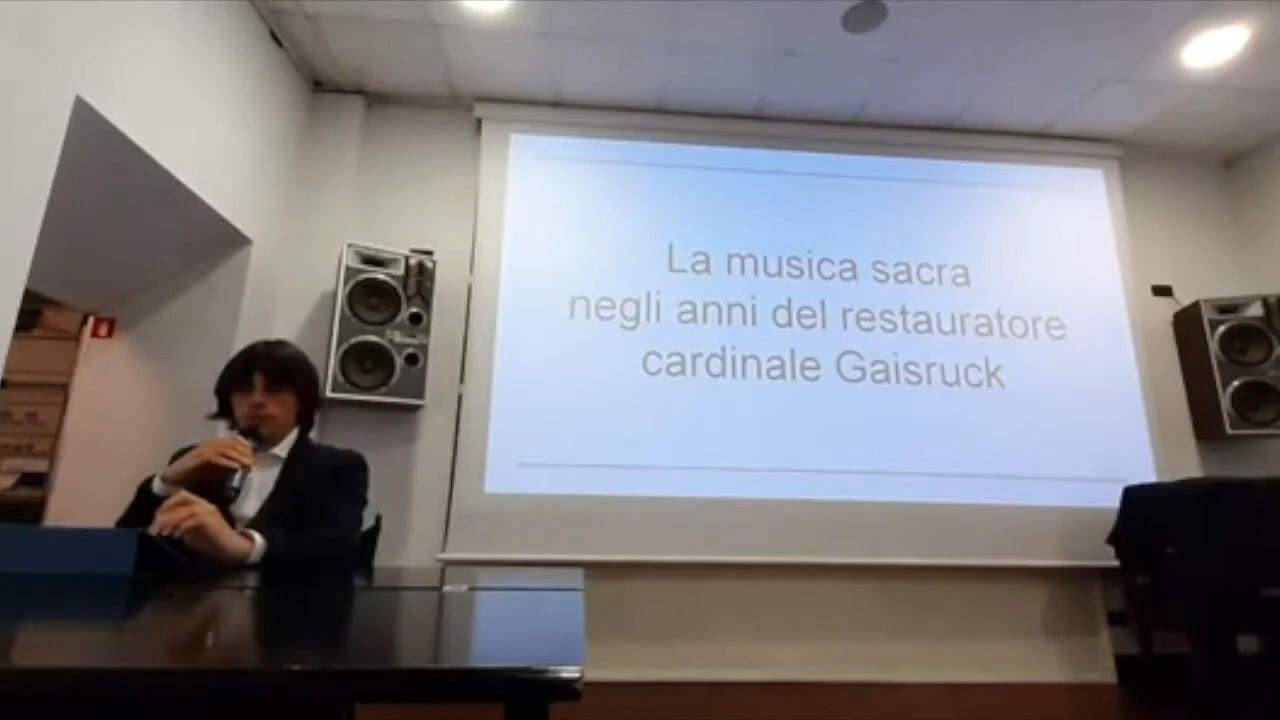 La musica sacra
negli anni del restauratore
cardinale Gaisruck